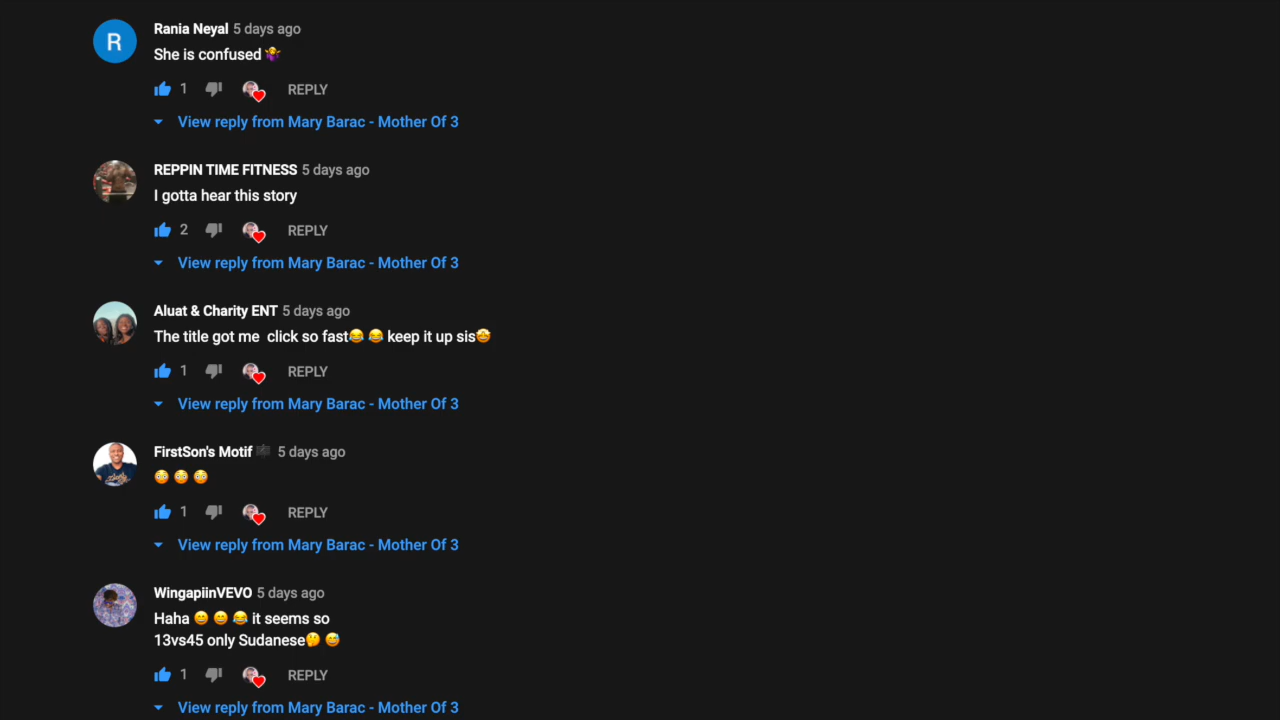 R
Rania Neyal 5 days ago
She is confused 🤷‍♀️
1 REPLY
View reply from Mary Barac - Mother Of 3
REPPIN TIME FITNESS 5 days ago
I gotta hear this story
2 REPLY
View reply from Mary Barac - Mother Of 3
Aluat & Charity ENT 5 days ago
The title got me click so fast😂 😂 keep it up sis🤩
1 REPLY
View reply from Mary Barac - Mother Of 3
FirstSon's Motif 5 days ago
😳 😳 😳
1 REPLY
View reply from Mary Barac - Mother Of 3
WingapiinVEVO 5 days ago
Haha 😊 😊 😂 it seems so
13vs45 only Sudanese🤔 😅
1 REPLY
View reply from Mary Barac - Mother Of 3